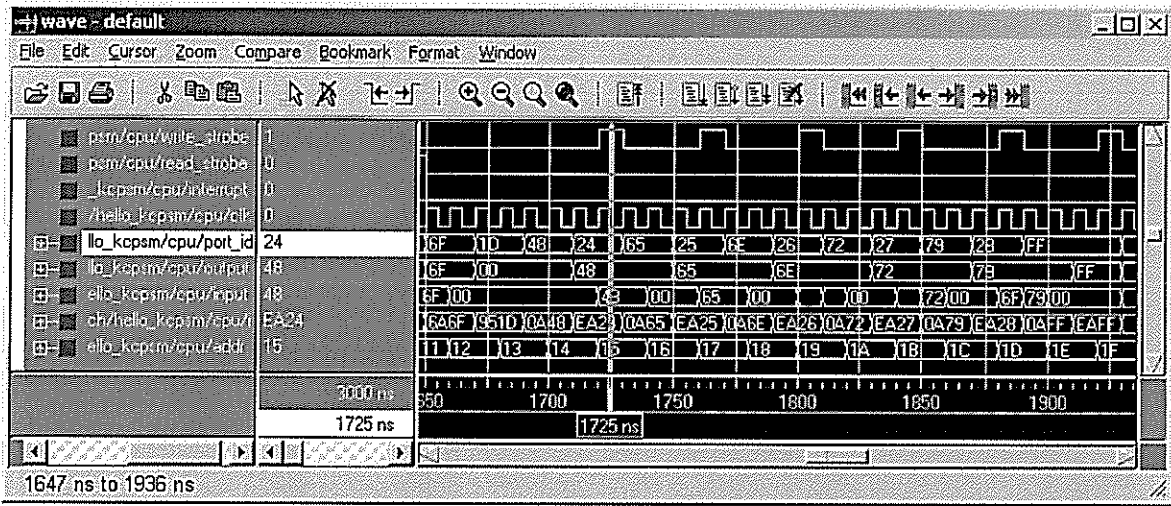 wave - default
File Edit Cursor Zoom Compare Bookmark Format Window
psm/cpu/write_strobe 1
psm/cpu/read_strobe 0
_kcpsm/cpu/interrupt 0
/hello_kcpsm/cpu/clk 0
llo_kcpsm/cpu/port_id 24 6F 1D 48 24 65 25 6E 26 72 27 79 28 FF
llo_kcpsm/cpu/output 48 6F 00 48 65 6E 72 79 FF
ello_kcpsm/cpu/input 48 6F 00 48 00 65 00 00 72 00 6F 79 00
ch/hello_kcpsm/cpu/i EA24 6A6F 951D 0A48 0A65 EA25 0A6E EA26 0A72 EA27 0A79 EA28 0AFF EAFF
ello_kcpsm/cpu/addr 15 11 12 13 14 15 16 17 18 19 1A 1B 1C 1D 1E 1F
3000 ns 650 1700 1750 1800 1850 1900
1725 ns 1725 ns
1647 ns to 1936 ns